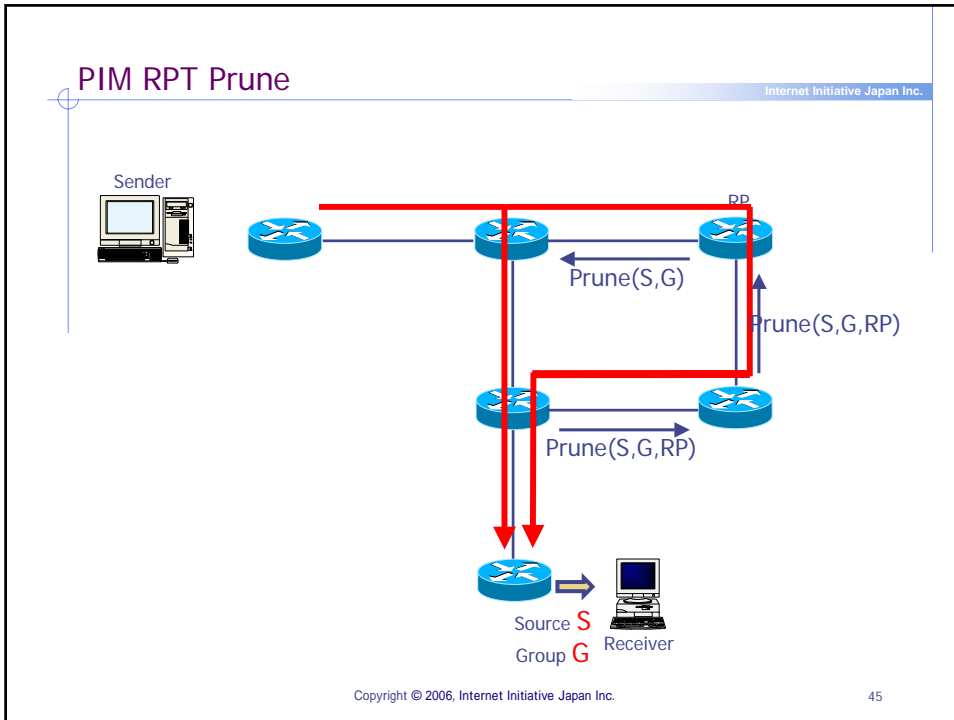 PIM RPT Prune
Internet Initiative Japan Inc.
Sender
RP
Prune(S,G)
Prune(S,G,RP)
Prune(S,G,RP)
Source S
Group G
Receiver
Copyright © 2006, Internet Initiative Japan Inc.
45